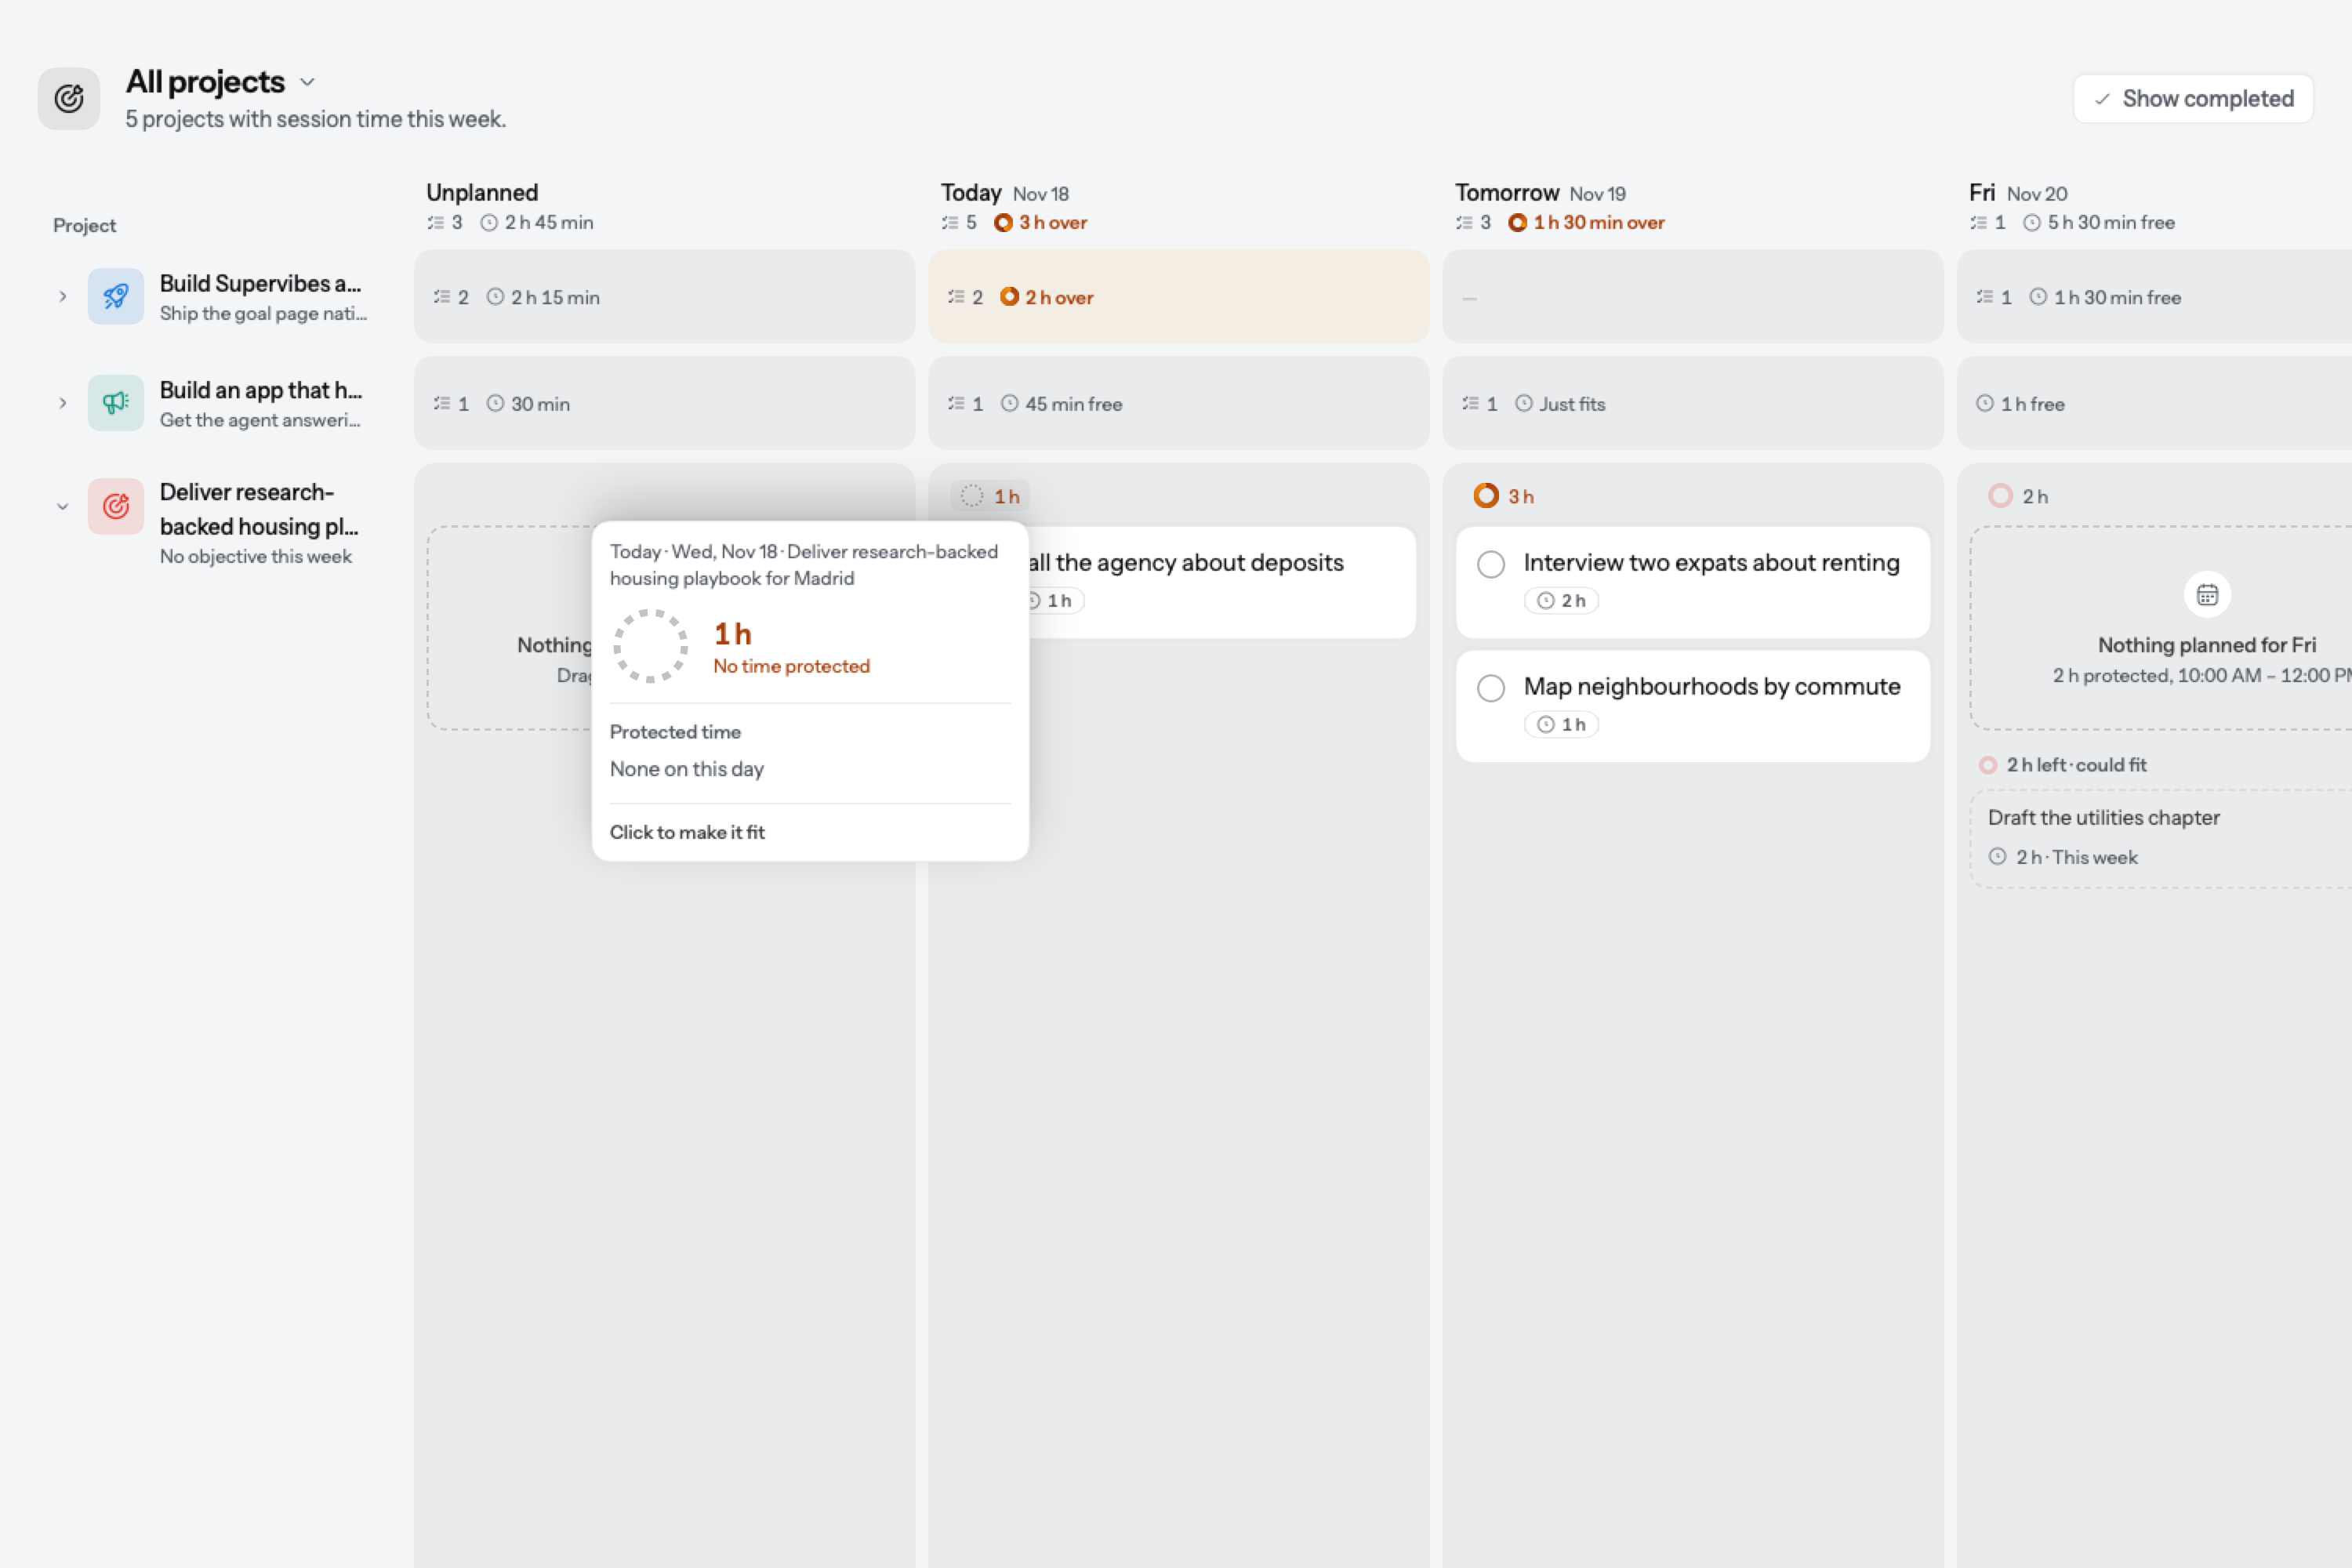 All projects
5 projects with session time this week.
Show completed
Project
Unplanned
3 2 h 45 min
Today Nov 18
5 3 h over
Tomorrow Nov 19
3 1 h 30 min over
Fri Nov 20
1 5 h 30 min free
Build Supervibes a...
Ship the goal page nati...
2 2 h 15 min
2 2 h over
–
1 1 h 30 min free
Build an app that h...
Get the agent answeri...
1 30 min
1 45 min free
1 Just fits
1 h free
Deliver research-
backed housing pl...
No objective this week
Nothing
1 h
all the agency about deposits
1 h
Today · Wed, Nov 18 · Deliver research-backed
housing playbook for Madrid
1 h
No time protected
Protected time
None on this day
Click to make it fit
3 h
Interview two expats about renting
2 h
Map neighbourhoods by commute
1 h
2 h
Nothing planned for Fri
2 h protected, 10:00 AM – 12:00 PM
2 h left · could fit
Draft the utilities chapter
2 h · This week